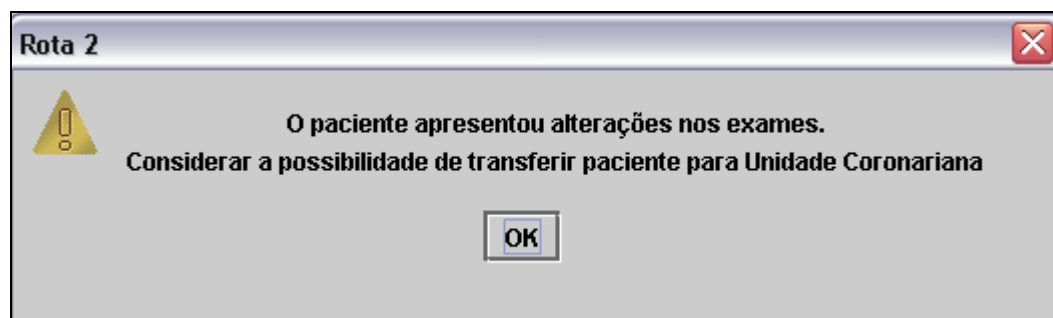 Rota 2
O paciente apresentou alterações nos exames.
Considerar a possibilidade de transferir paciente para Unidade Coronariana
OK